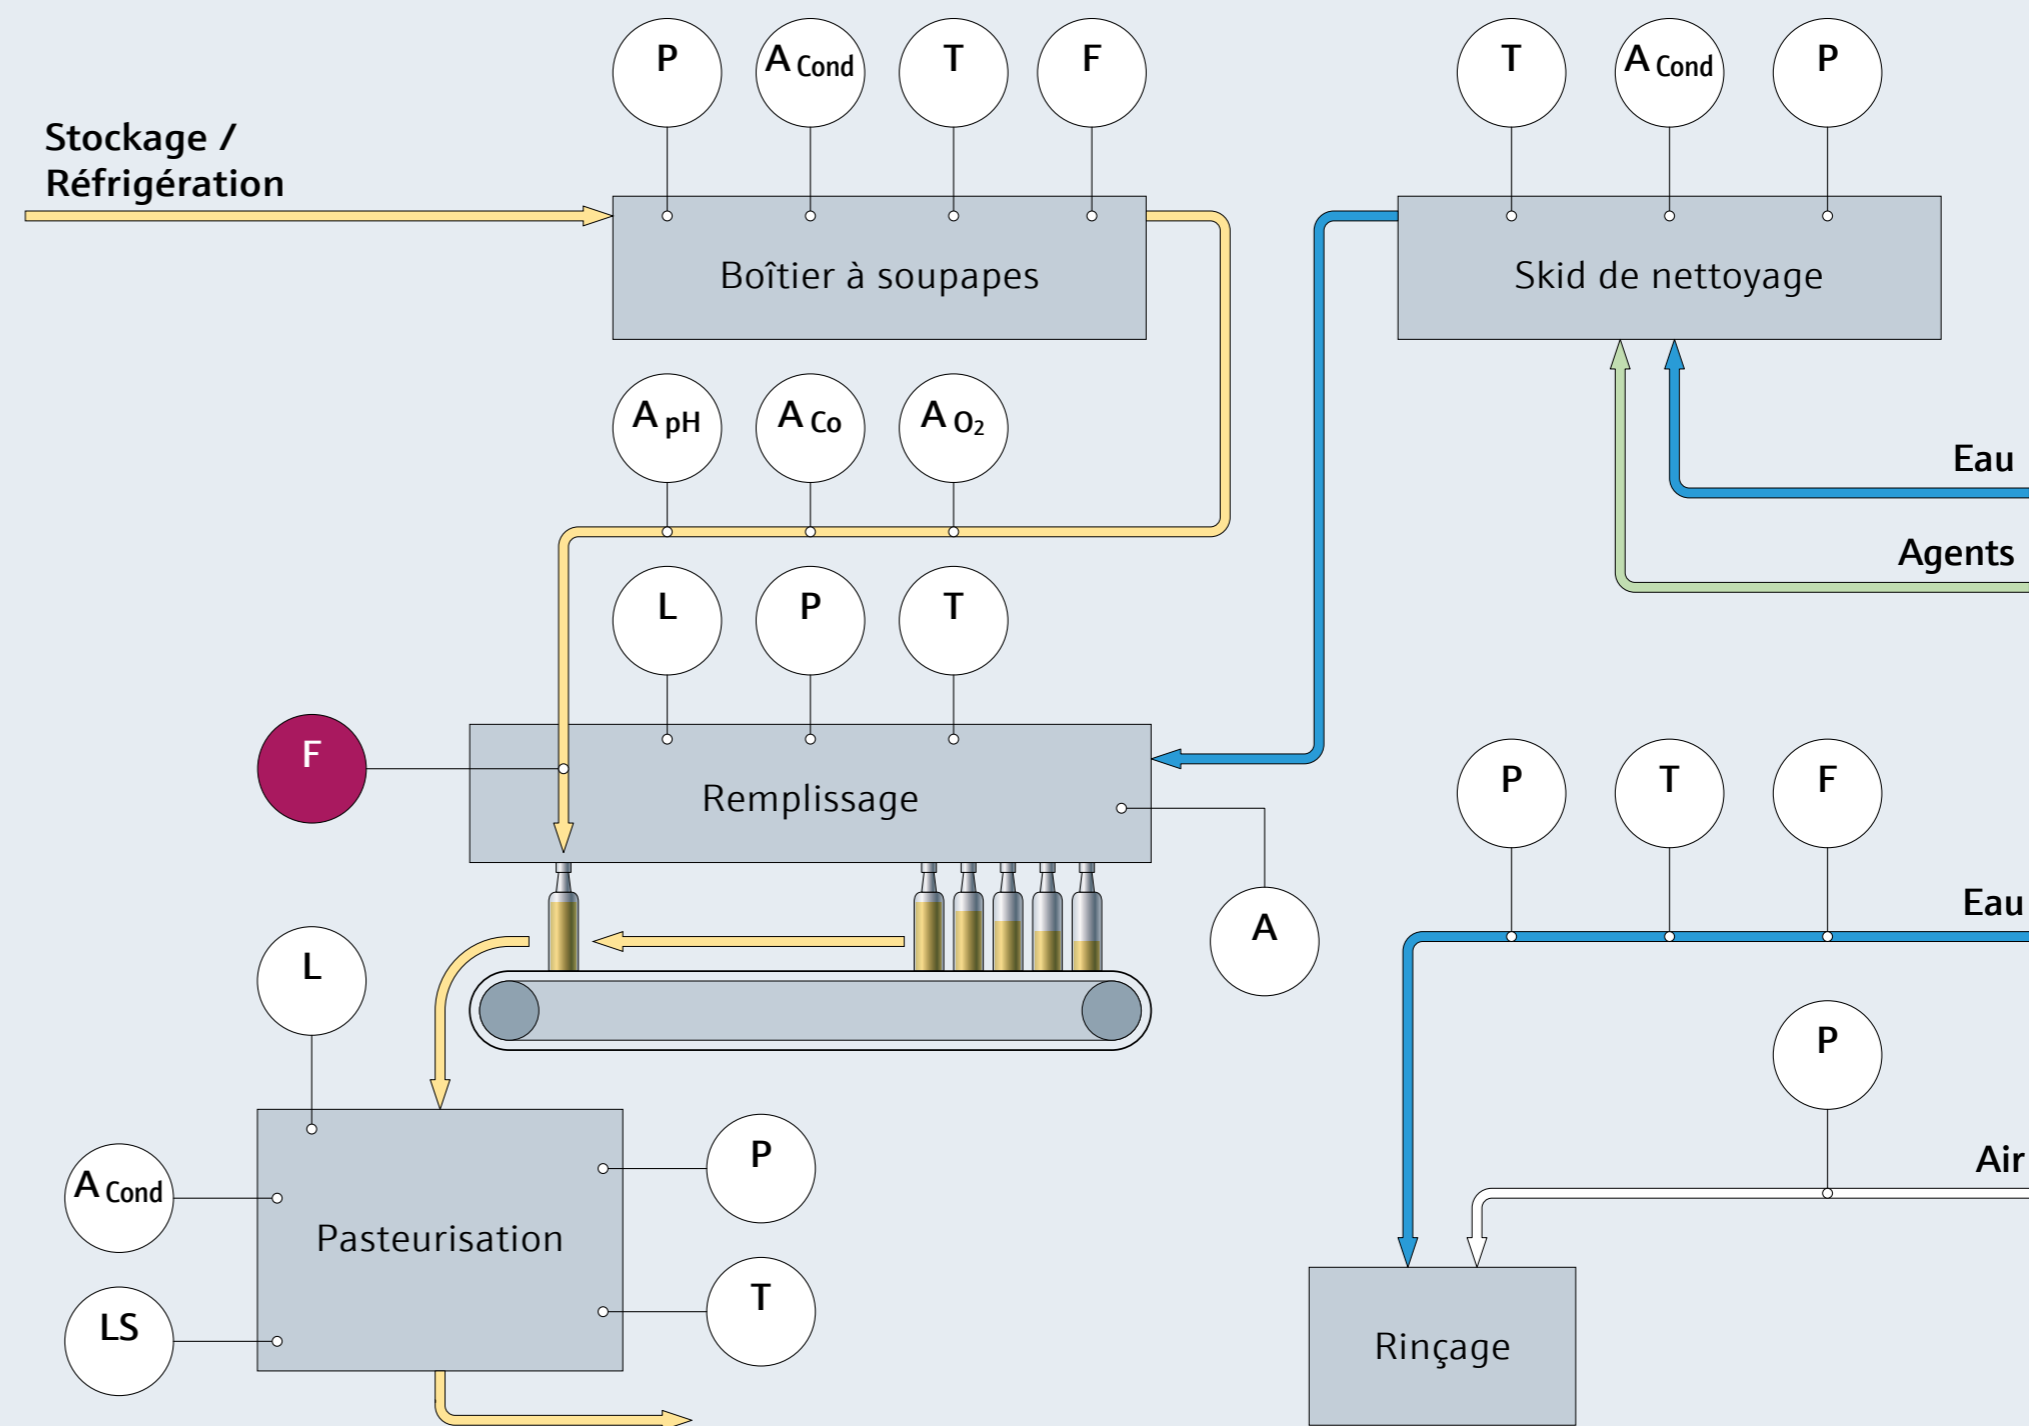 P
A Cond
T
F
T
A Cond
P
Stockage /
Réfrigération
Boîtier à soupapes
Skid de nettoyage
A pH
A Co
A O₂
Eau
Agents
L
P
T
F
Remplissage
P
T
F
A
Eau
L
P
Air
P
A Cond
Pasteurisation
T
LS
Rinçage